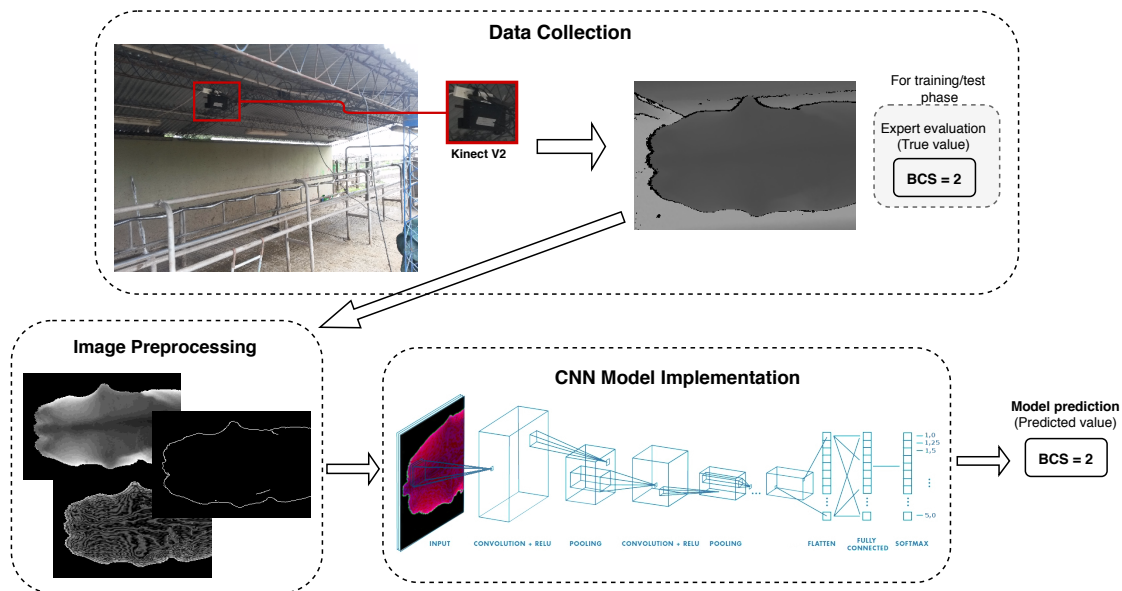 Data Collection
Kinect V2
For training/test
phase
Expert evaluation
(True value)
BCS = 2
Image Preprocessing
CNN Model Implementation
1,0
1,25
1,5
5,0
INPUT
CONVOLUTION + RELU
POOLING
CONVOLUTION + RELU
POOLING
FLATTEN
FULLY
CONNECTED
SOFTMAX
Model prediction
(Predicted value)
BCS = 2